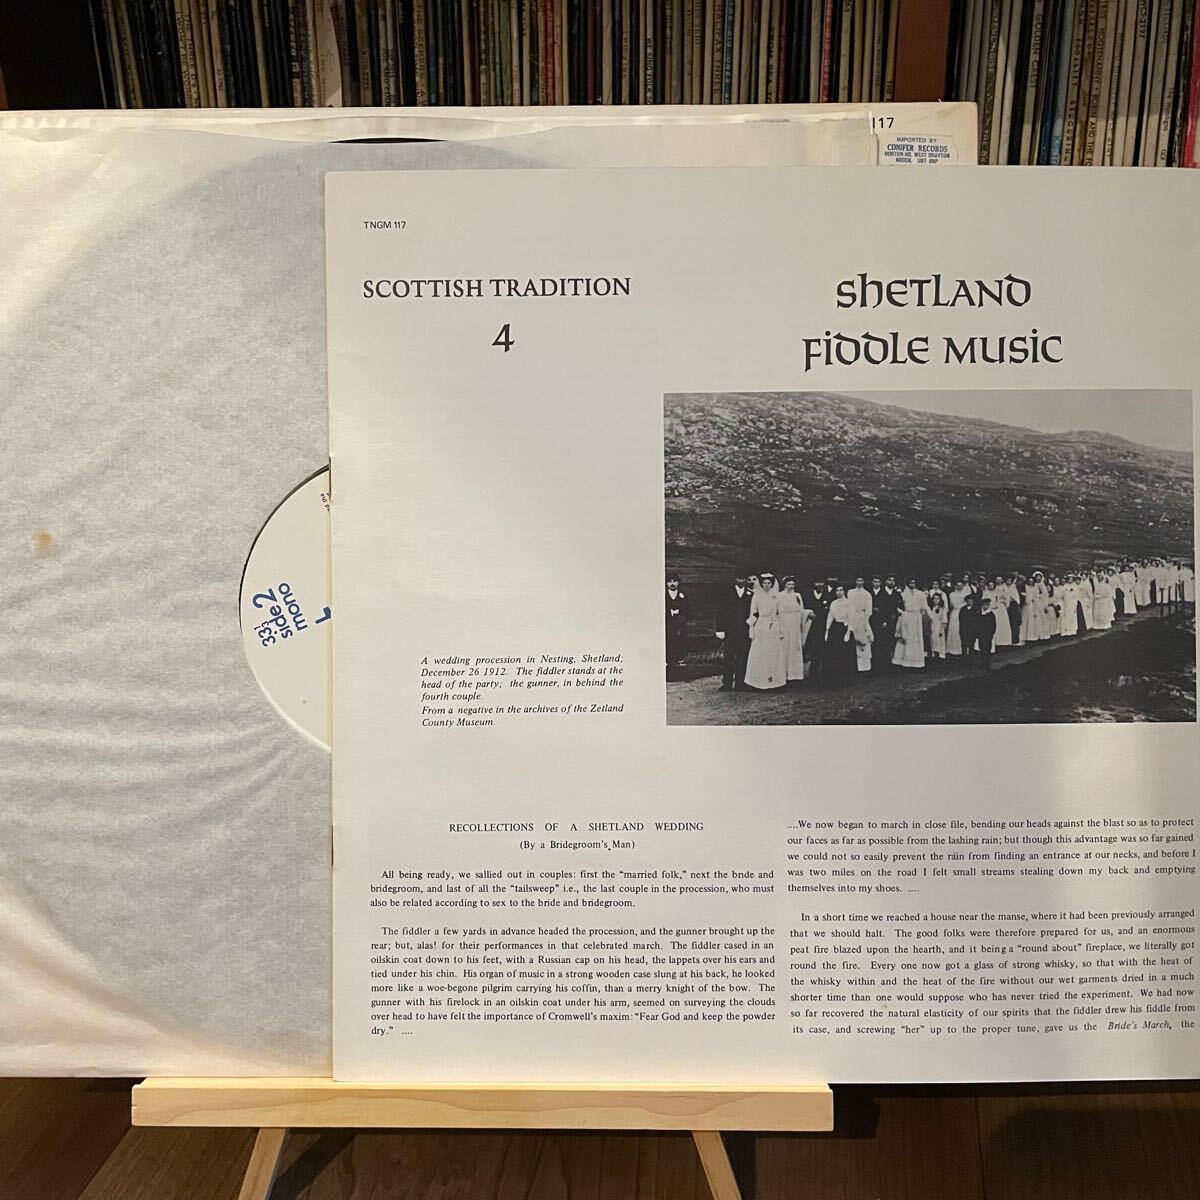 117
IMPORTED BY
CONIFER RECORDS
HORTON RD, WEST DRAYTON
MIDDX. UB7 8NP
TNGM 117
SCOTTISH TRADITION
4
SHETLAND
FIDDLE MUSIC
A wedding procession in Nesting, Shetland,
December 26 1912. The fiddler stands at the
head of the party; the gunner, in behind the
fourth couple.
From a negative in the archives of the Zetland
County Museum.
33⅓
side 2
mono
RECOLLECTIONS OF A SHETLAND WEDDING
(By a Bridegroom's Man)
All being ready, we sallied out in couples: first the "married folk," next the bride and
bridegroom, and last of all the "tailsweep" i.e., the last couple in the procession, who must
also be related according to sex to the bride and bridegroom.
The fiddler a few yards in advance headed the procession, and the gunner brought up the
rear; but, alas! for their performances in that celebrated march. The fiddler cased in an
oilskin coat down to his feet, with a Russian cap on his head, the lappets over his ears and
tied under his chin. His organ of music in a strong wooden case slung at his back, he looked
more like a woe-begone pilgrim carrying his coffin, than a merry knight of the bow. The
gunner with his firelock in an oilskin coat under his arm, seemed on surveying the clouds
over head to have felt the importance of Cromwell's maxim: "Fear God and keep the powder
dry." ....
....We now began to march in close file, bending our heads against the blast so as to protect
our faces as far as possible from the lashing rain; but though this advantage was so far gained
we could not so easily prevent the rain from finding an entrance at our necks, and before I
was two miles on the road I felt small streams stealing down my back and emptying
themselves into my shoes. ....
In a short time we reached a house near the manse, where it had been previously arranged
that we should halt. The good folks were therefore prepared for us, and an enormous
peat fire blazed upon the hearth, and it being a "round about" fireplace, we literally got
round the fire. Every one now got a glass of strong whisky, so that with the heat of
the whisky within and the heat of the fire without our wet garments dried in a much
shorter time than one would suppose who has never tried the experiment. We had now
so far recovered the natural elasticity of our spirits that the fiddler drew his fiddle from
its case, and screwing "her" up to the proper tune, gave us the Bride's March, the